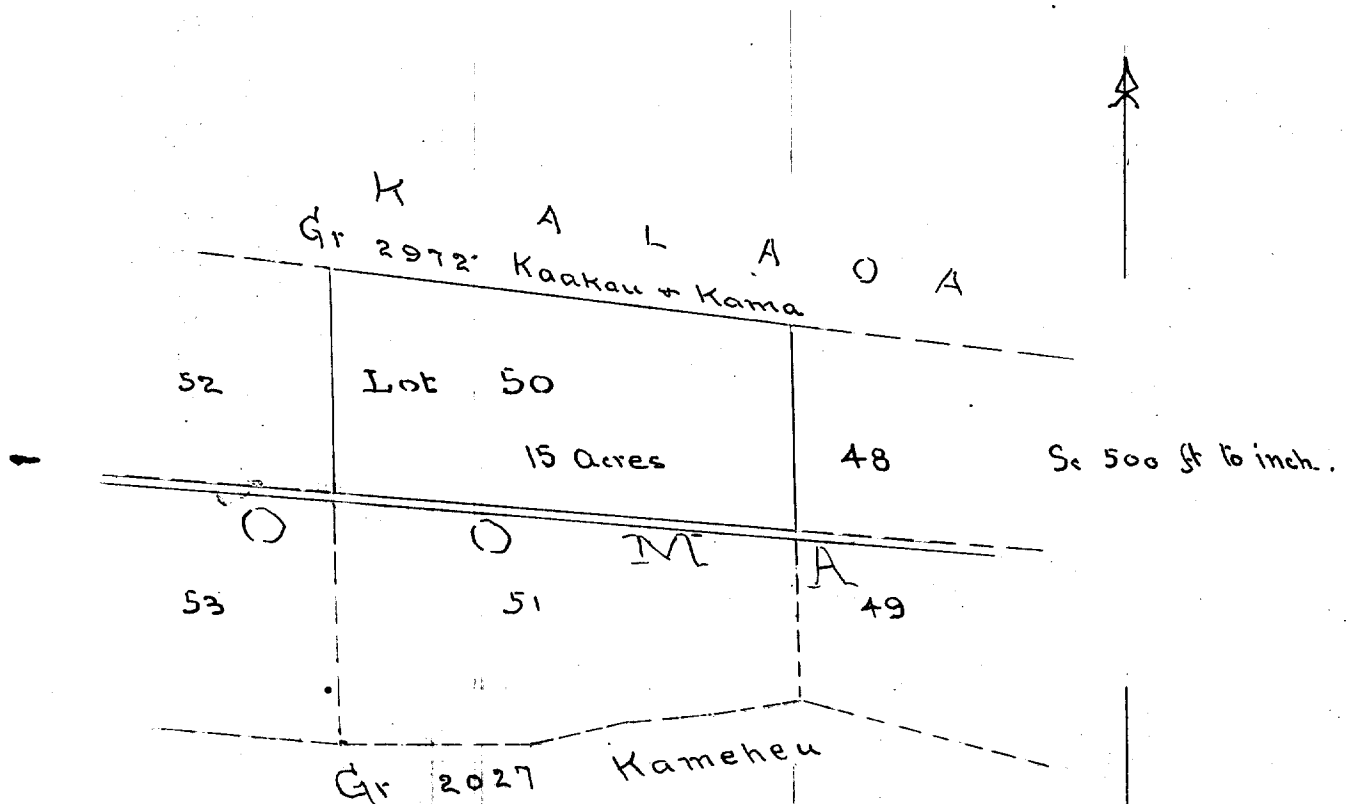 K A L A O A
Gr 2972 Kaakau + Kama
52
Lot 50
15 Acres
48
Sc 500 ft to inch.
O O M A
53
51
49
Gr 2027 Kameheu